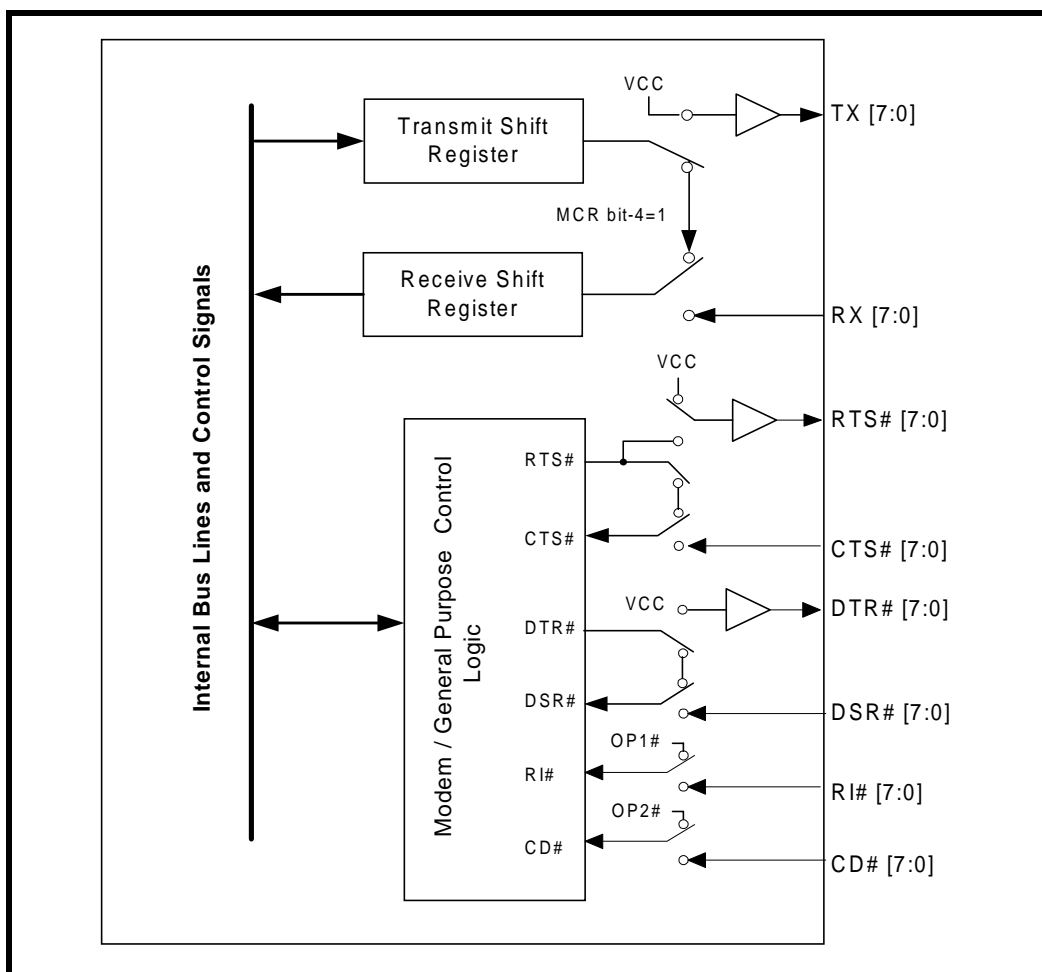 VCC
TX [7:0]
Transmit Shift
Register
MCR bit-4=1
Receive Shift
Register
RX [7:0]
Internal Bus Lines and Control Signals
VCC
RTS# [7:0]
RTS#
CTS#
CTS# [7:0]
Modem / General Purpose Control
Logic
VCC
DTR# [7:0]
DTR#
DSR#
DSR# [7:0]
OP1#
RI#
RI# [7:0]
OP2#
CD#
CD# [7:0]